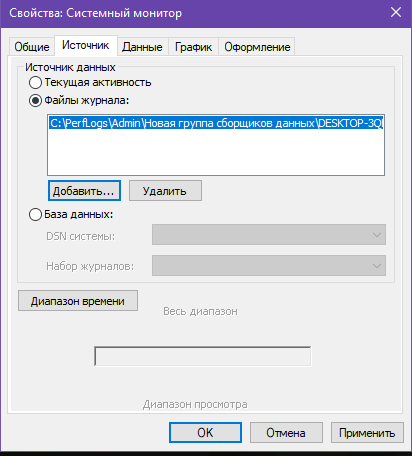 Свойства: Системный монитор
Общие Источник Данные График Оформление
Источник данных
Текущая активность
Файлы журнала:
C:\PerfLogs\Admin\Новая группа сборщиков данных\DESKTOP-3Q
Добавить... Удалить
База данных:
DSN системы:
Набор журналов:
Диапазон времени
Весь диапазон
Диапазон просмотра
OK Отмена Применить